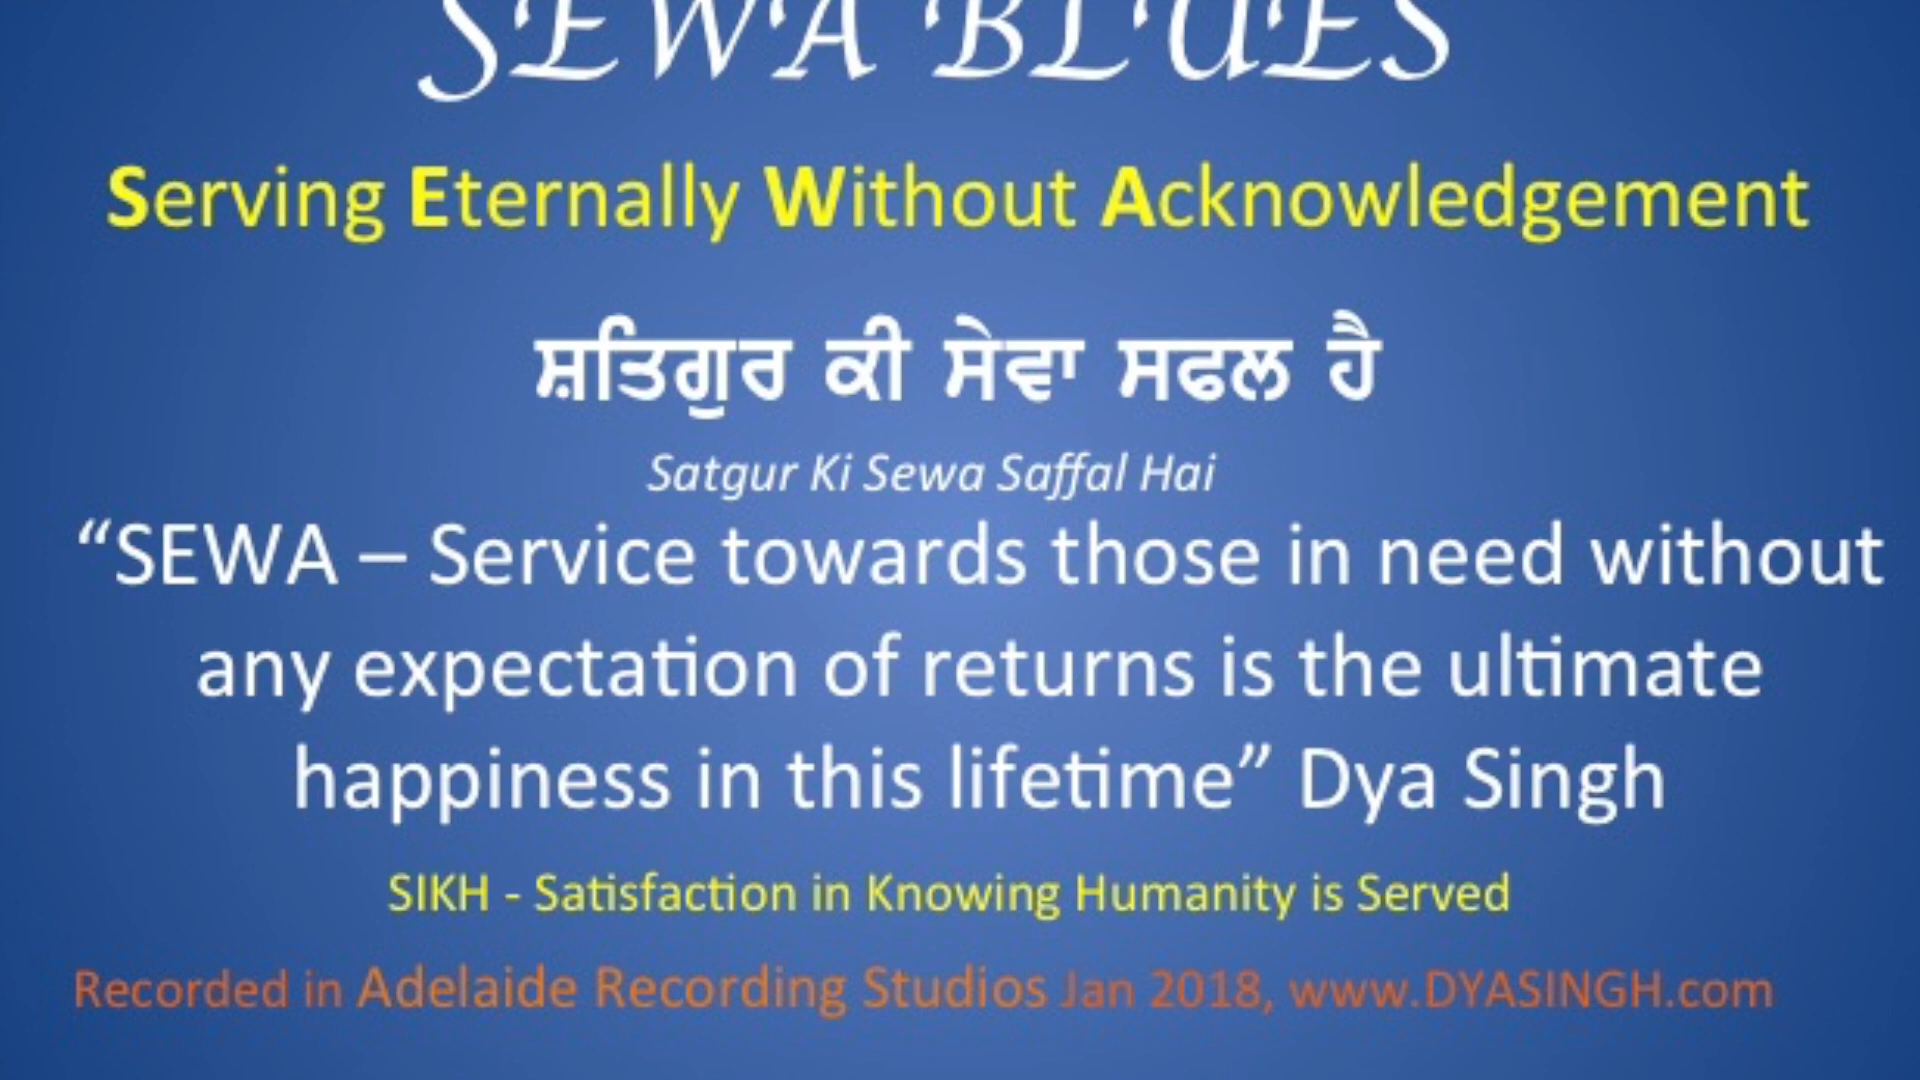 SEWA BLUES
Serving Eternally Without Acknowledgement
ਸ਼ਤਿਗੁਰ ਕੀ ਸੇਵਾ ਸਫਲ ਹੈ
Satgur Ki Sewa Saffal Hai
“SEWA – Service towards those in need without
any expectation of returns is the ultimate
happiness in this lifetime” Dya Singh
SIKH - Satisfaction in Knowing Humanity is Served
Recorded in Adelaide Recording Studios Jan 2018, www.DYASINGH.com